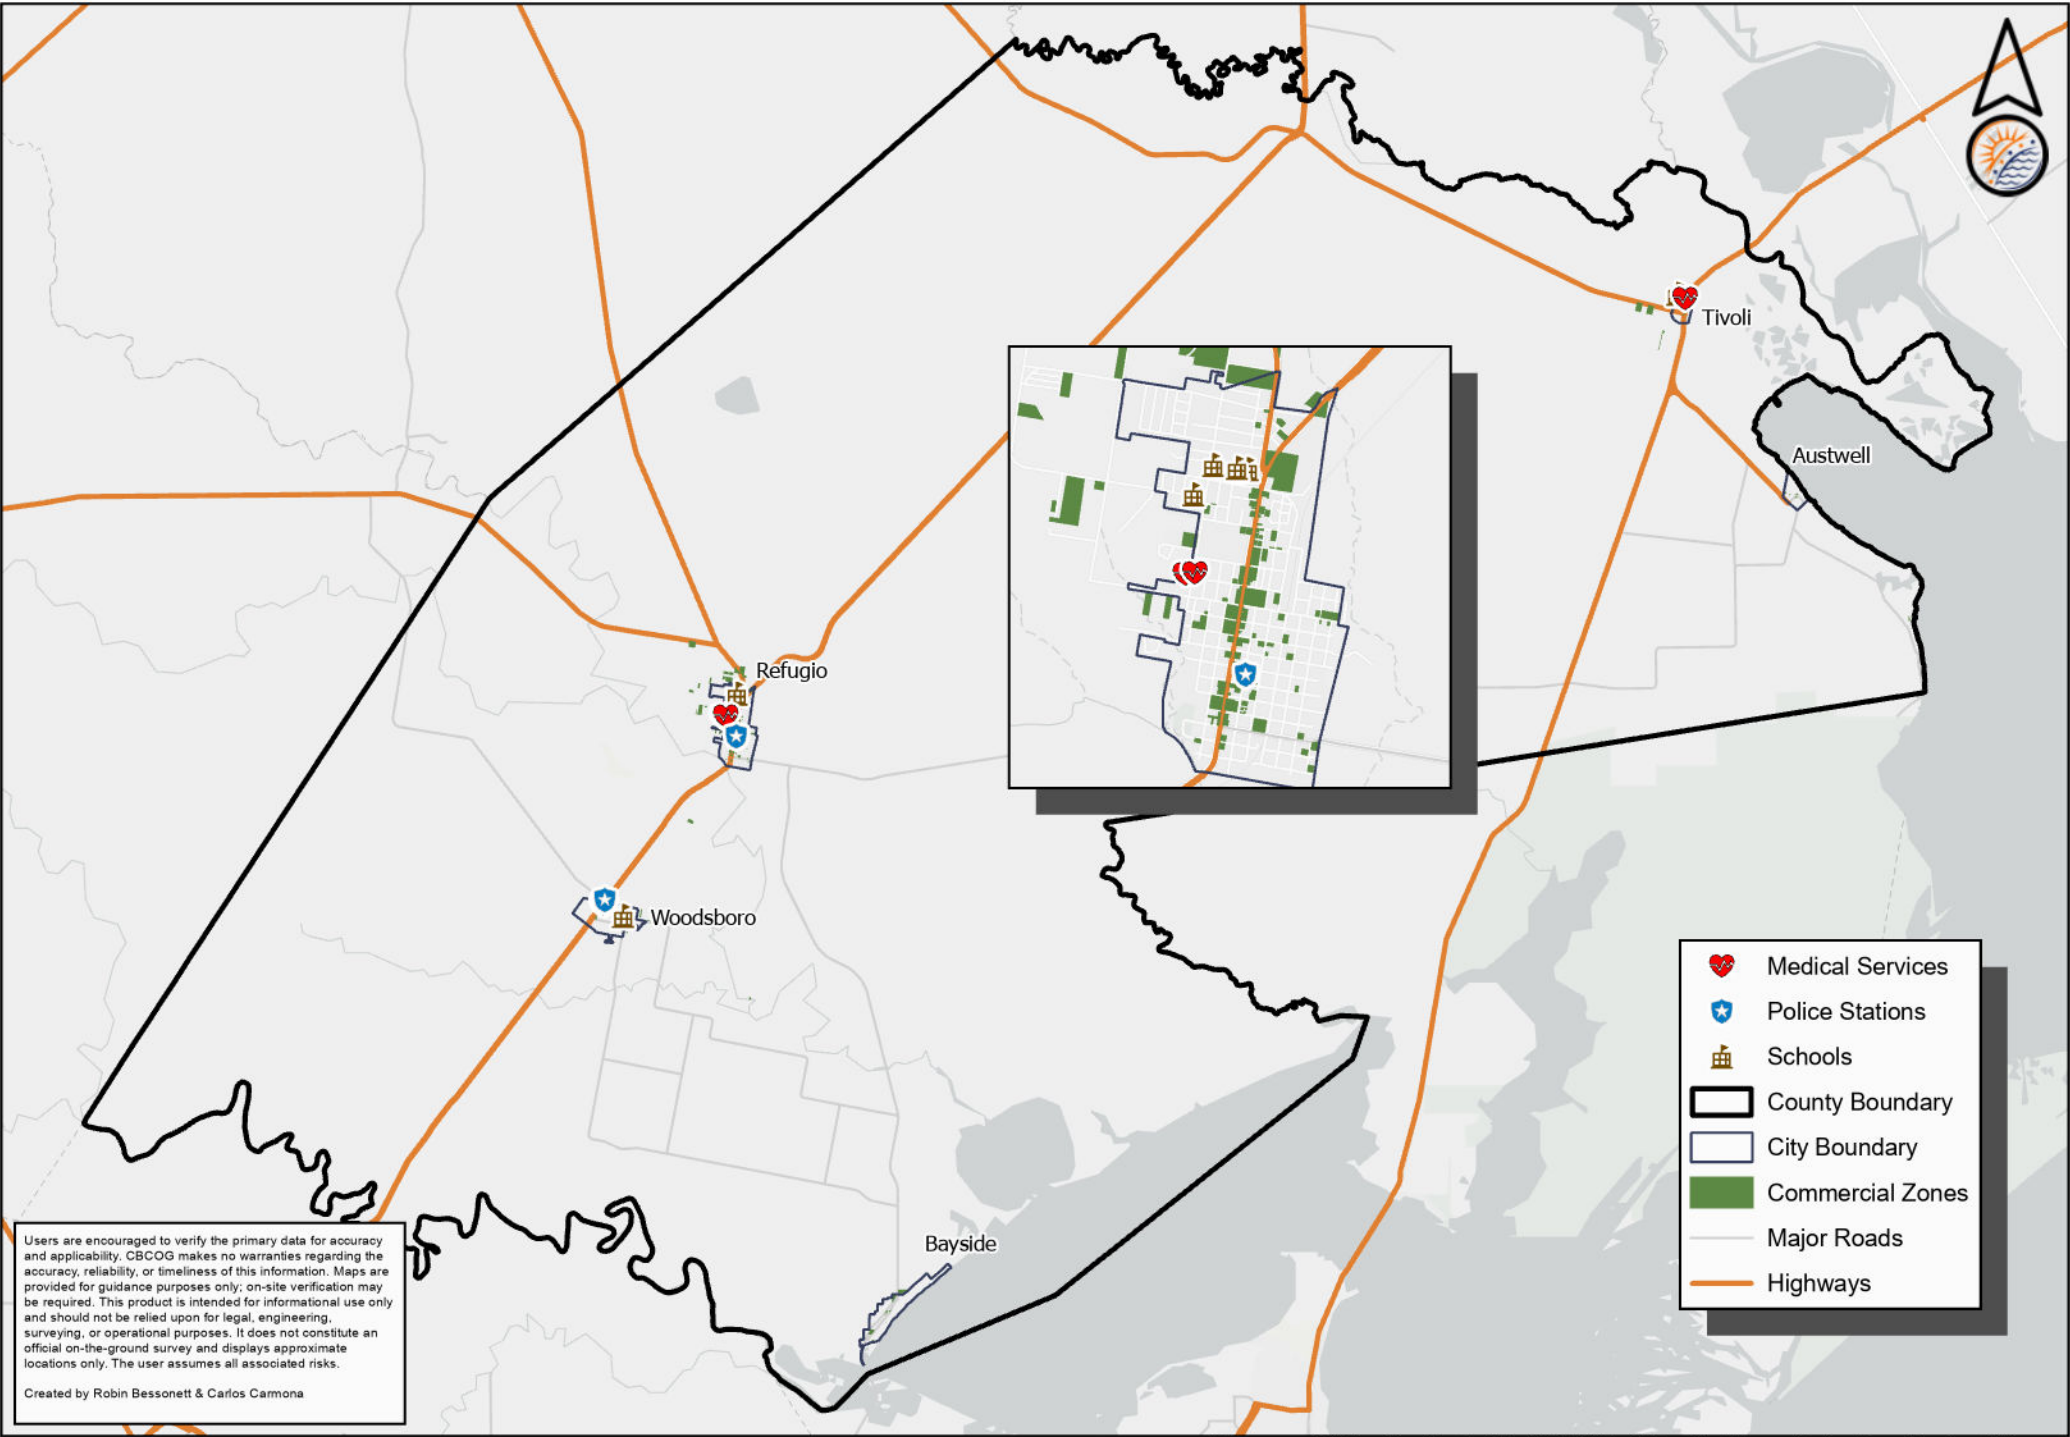 Tivoli
Austwell
Refugio
Woodsboro
Bayside
Medical Services
Police Stations
Schools
County Boundary
City Boundary
Commercial Zones
Major Roads
Highways
Users are encouraged to verify the primary data for accuracy
and applicability. CBCOG makes no warranties regarding the
accuracy, reliability, or timeliness of this information. Maps are
provided for guidance purposes only; on-site verification may
be required. This product is intended for informational use only
and should not be relied upon for legal, engineering,
surveying, or operational purposes. It does not constitute an
official on-the-ground survey and displays approximate
locations only. The user assumes all associated risks.
Created by Robin Bessonett & Carlos Carmona